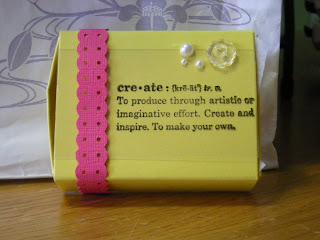 cre•ate : (krē-āt') tr. v.
To produce through artistic or
imaginative effort. Create and
inspire. To make your own.